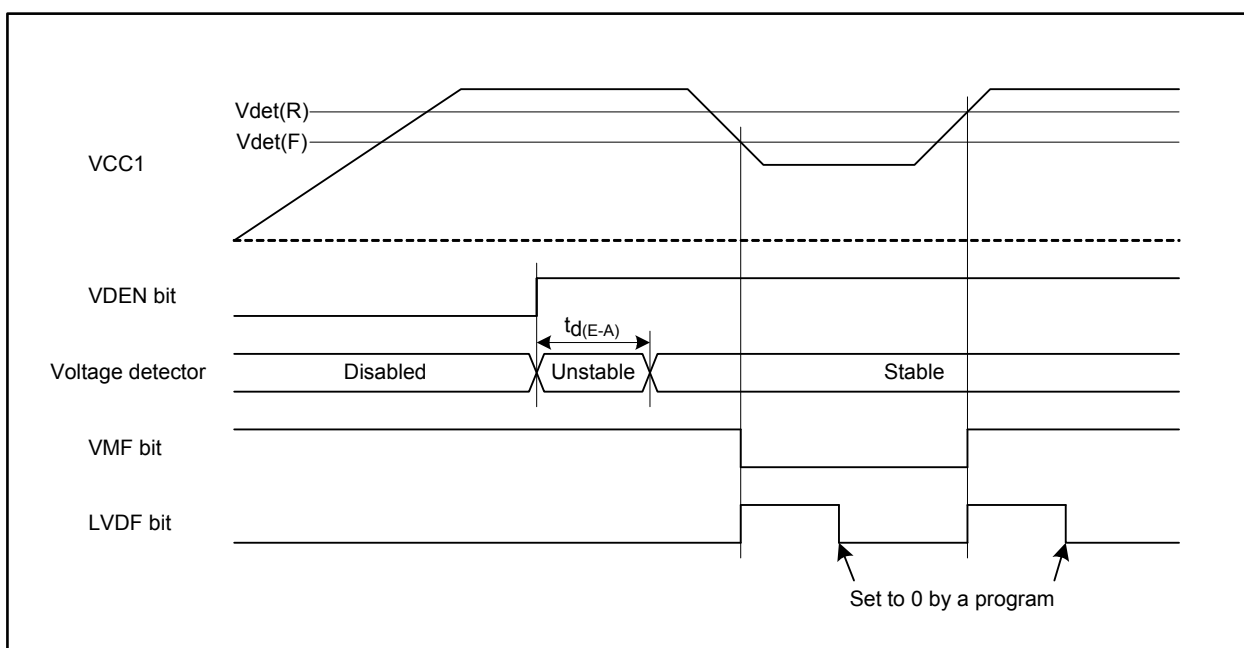 Vdet(R)
Vdet(F)
VCC1
VDEN bit
td(E-A)
Voltage detector Disabled Unstable Stable
VMF bit
LVDF bit
Set to 0 by a program